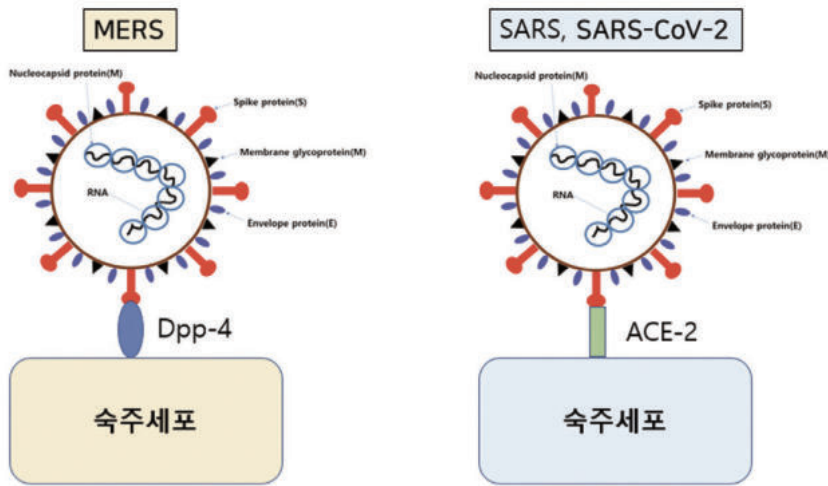 MERS
Nucleocapsid protein(M)
Spike protein(S)
Membrane glycoprotein(M)
RNA
Envelope protein(E)
Dpp-4
숙주세포
SARS, SARS-CoV-2
Nucleocapsid protein(M)
Spike protein(S)
Membrane glycoprotein(M)
RNA
Envelope protein(E)
ACE-2
숙주세포